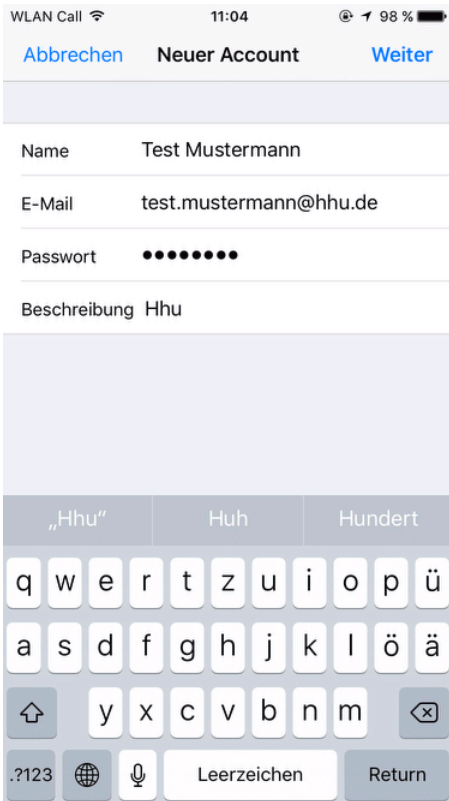 WLAN Call 11:04 98 %
Abbrechen Neuer Account Weiter
Name Test Mustermann
E-Mail test.mustermann@hhu.de
Passwort ••••••••
Beschreibung Hhu
„Hhu“ Huh Hundert
q w e r t z u i o p ü
a s d f g h j k l ö ä
y x c v b n m
.?123 Leerzeichen Return